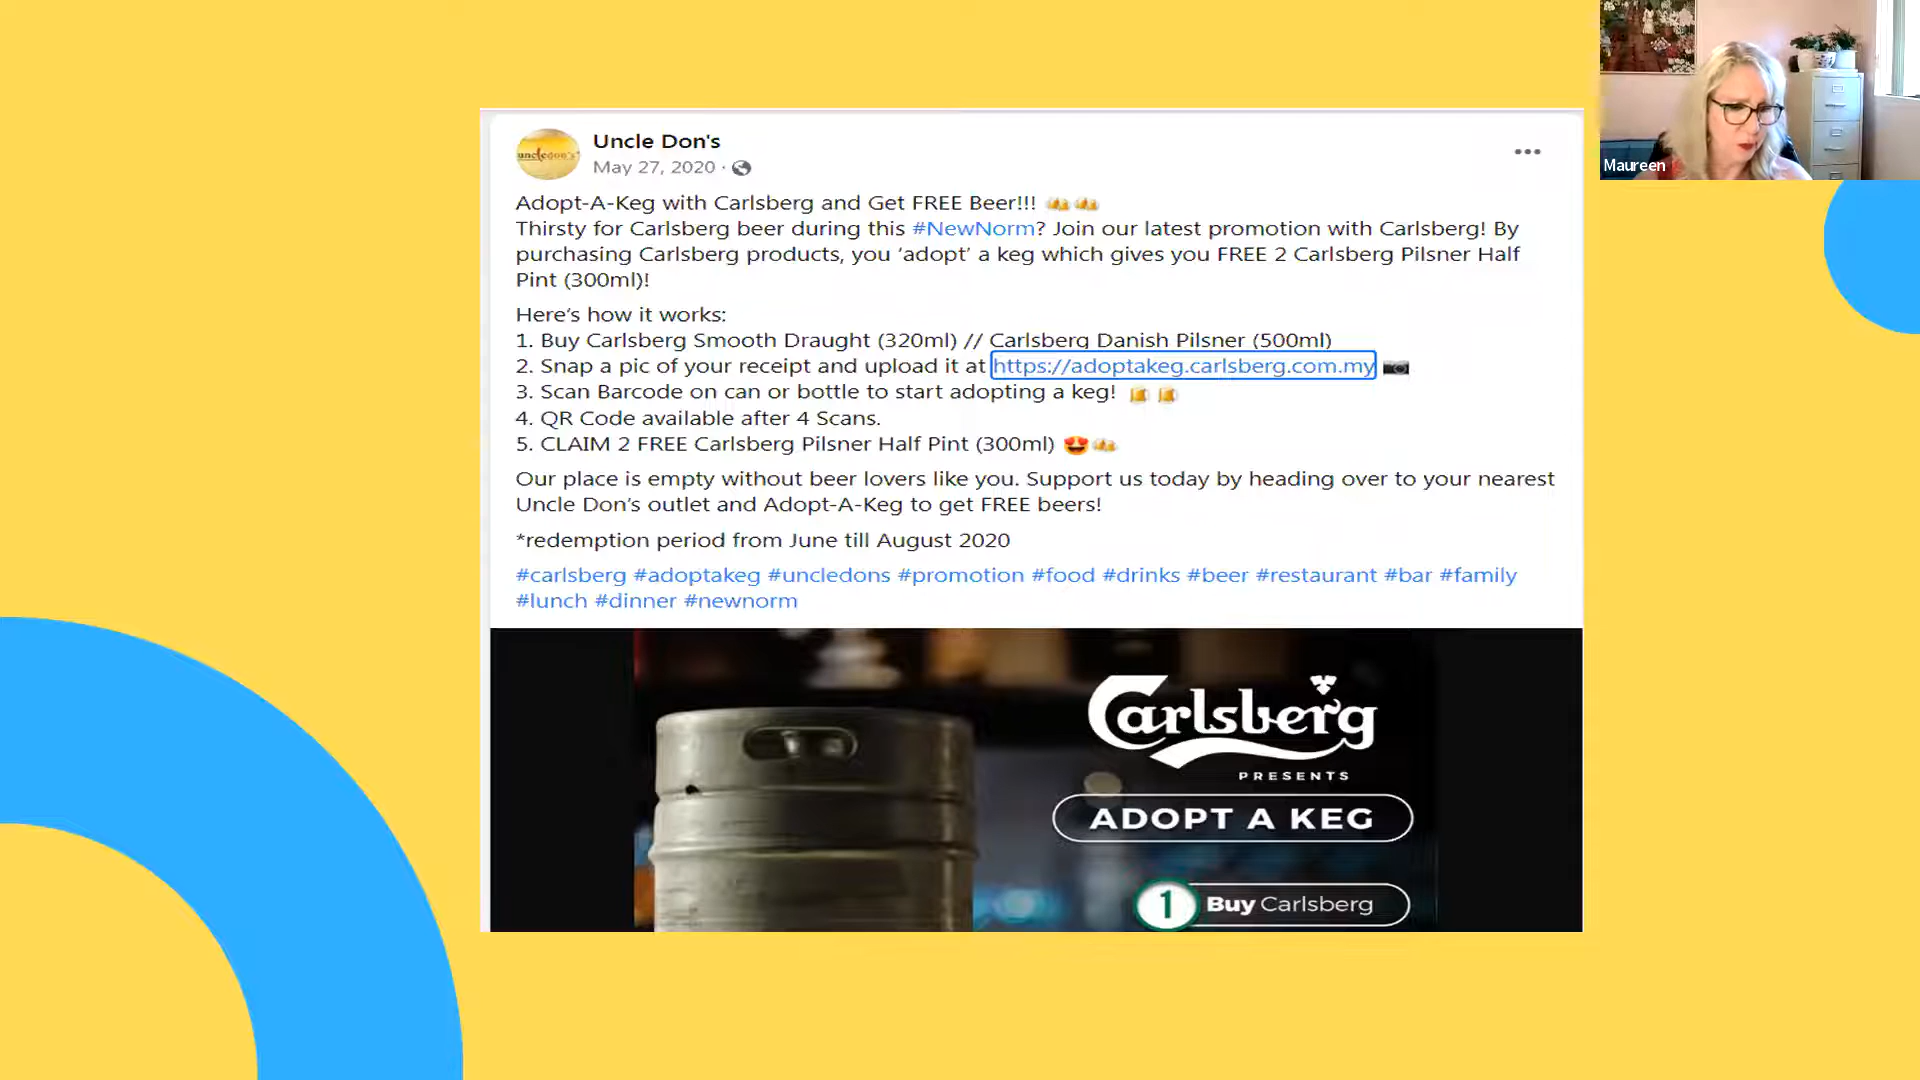 Uncle Don's
May 27, 2020 ·
Adopt-A-Keg with Carlsberg and Get FREE Beer!!! 🍻🍻
Thirsty for Carlsberg beer during this #NewNorm? Join our latest promotion with Carlsberg! By
purchasing Carlsberg products, you ‘adopt’ a keg which gives you FREE 2 Carlsberg Pilsner Half
Pint (300ml)!
Here’s how it works:
1. Buy Carlsberg Smooth Draught (320ml) // Carlsberg Danish Pilsner (500ml)
2. Snap a pic of your receipt and upload it at https://adoptakeg.carlsberg.com.my 📷
3. Scan Barcode on can or bottle to start adopting a keg! 🍺🍺
4. QR Code available after 4 Scans.
5. CLAIM 2 FREE Carlsberg Pilsner Half Pint (300ml) 😍🍻
Our place is empty without beer lovers like you. Support us today by heading over to your nearest
Uncle Don’s outlet and Adopt-A-Keg to get FREE beers!
*redemption period from June till August 2020
#carlsberg #adoptakeg #uncledons #promotion #food #drinks #beer #restaurant #bar #family
#lunch #dinner #newnorm
uncledon's
Carlsberg
PRESENTS
ADOPT A KEG
1 Buy Carlsberg
Maureen